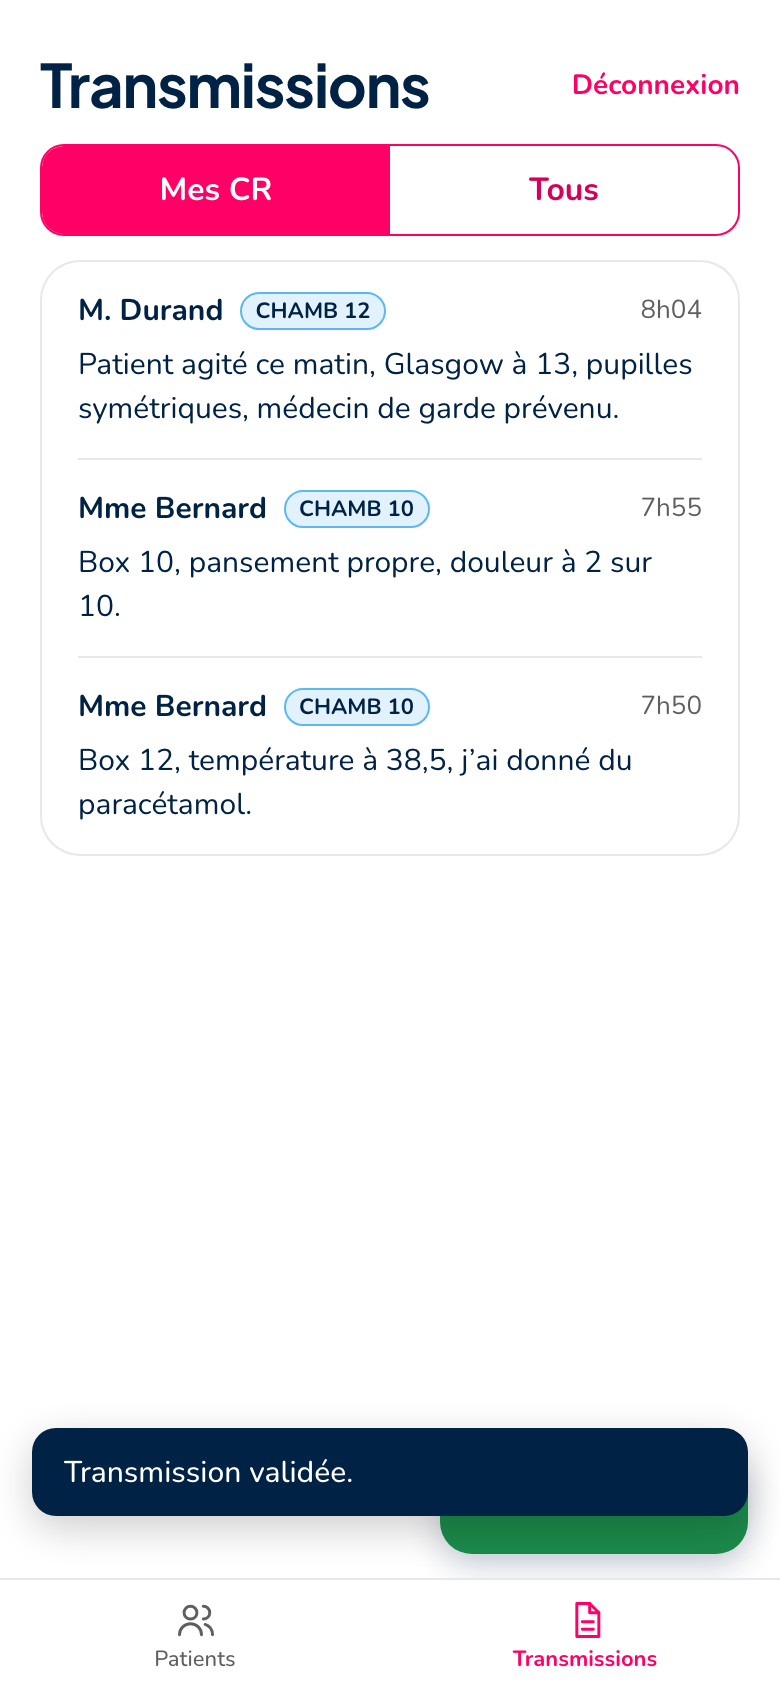 Transmissions
Déconnexion
Mes CR
Tous
M. Durand CHAMB 12 8h04
Patient agité ce matin, Glasgow à 13, pupilles
symétriques, médecin de garde prévenu.
Mme Bernard CHAMB 10 7h55
Box 10, pansement propre, douleur à 2 sur
10.
Mme Bernard CHAMB 10 7h50
Box 12, température à 38,5, j’ai donné du
paracétamol.
Transmission validée.
Patients
Transmissions